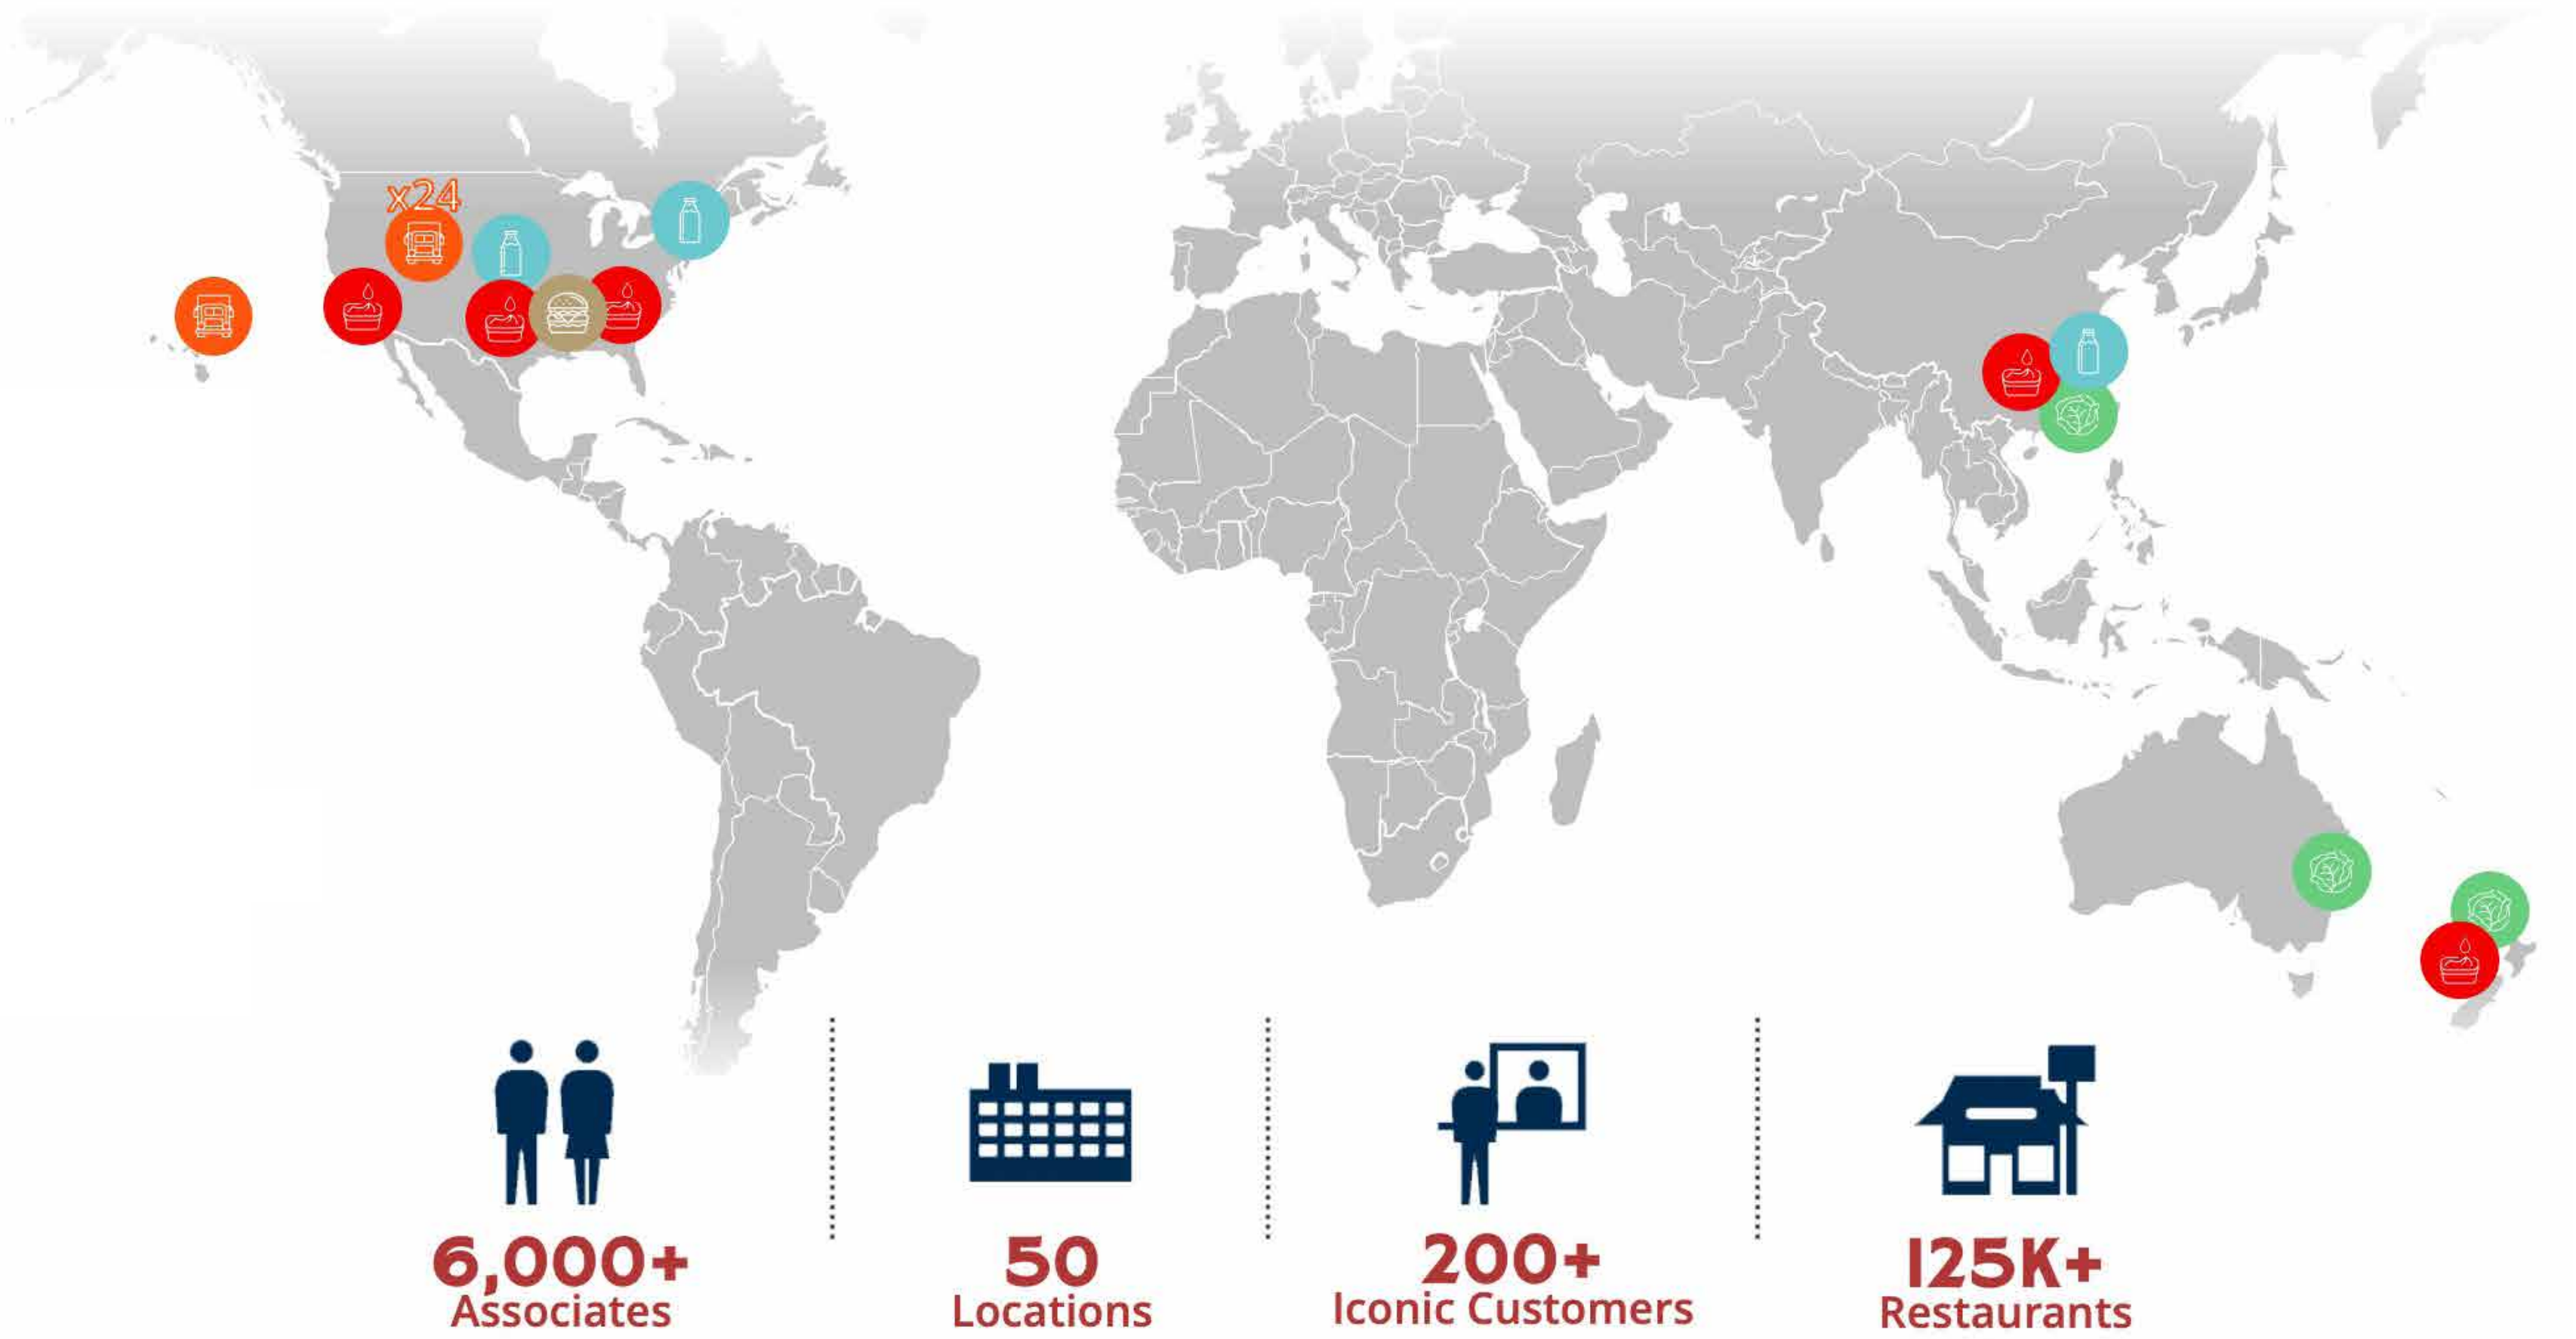 x24
6,000+
Associates
50
Locations
200+
Iconic Customers
125K+
Restaurants